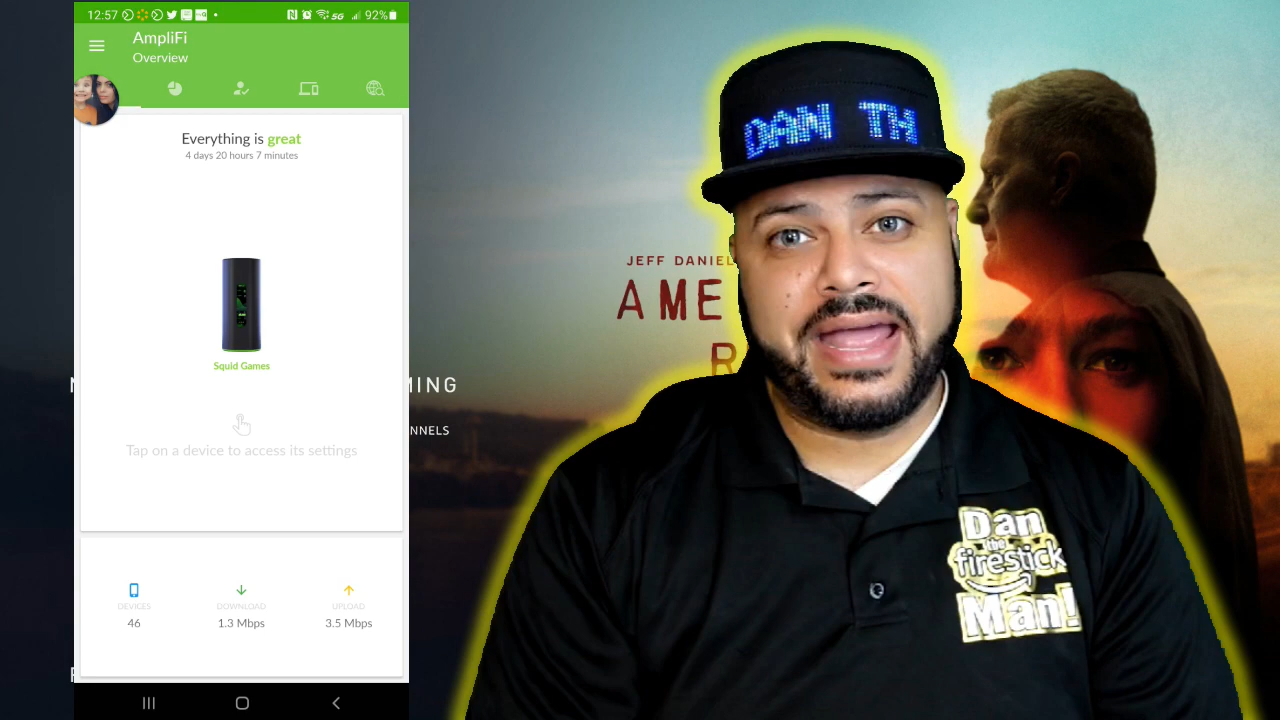 12:57
5G
92%
AmpliFi
Overview
Everything is great
4 days 20 hours 7 minutes
Squid Games
Tap on a device to access its settings
DEVICES
DOWNLOAD
UPLOAD
46
1.3 Mbps
3.5 Mbps
DAN TH
JEFF DANIEL
AME
R
MING
NNELS
Dan
the
firestick
Man!